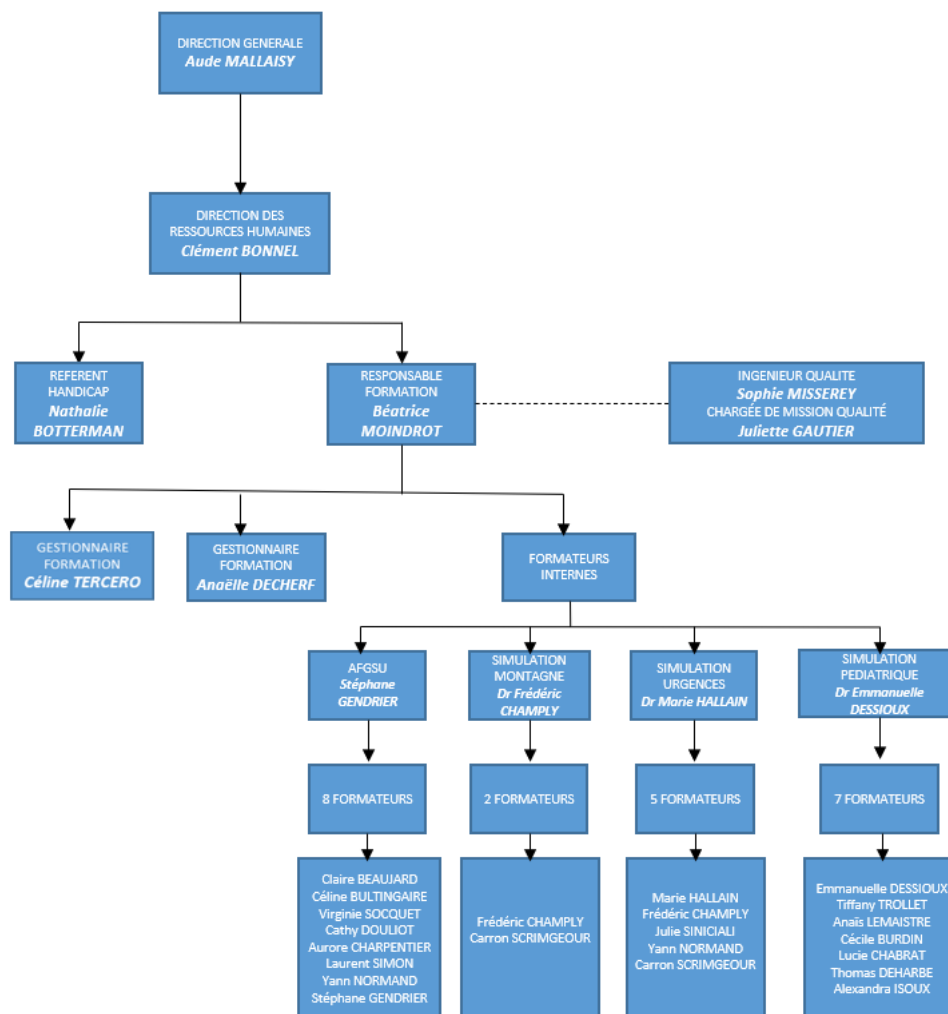 DIRECTION GENERALE
Aude MALLAISY
DIRECTION DES
RESSOURCES HUMAINES
Clément BONNEL
REFERENT
HANDICAP
Nathalie
BOTTERMAN
RESPONSABLE
FORMATION
Béatrice
MOINDROT
INGENIEUR QUALITE
Sophie MISSEREY
CHARGÉE DE MISSION QUALITÉ
Juliette GAUTIER
GESTIONNAIRE
FORMATION
Céline TERCERO
GESTIONNAIRE
FORMATION
Anaëlle DECHERF
FORMATEURS
INTERNES
AFGSU
Stéphane
GENDRIER
SIMULATION
MONTAGNE
Dr Frédéric
CHAMPLY
SIMULATION
URGENCES
Dr Marie HALLAIN
SIMULATION
PEDIATRIQUE
Dr Emmanuelle
DESSIOUX
8 FORMATEURS
2 FORMATEURS
5 FORMATEURS
7 FORMATEURS
Claire BEAUJARD
Céline BULTINGAIRE
Virginie SOCQUET
Cathy DOULJOT
Aurore CHARPENTIER
Laurent SIMON
Yann NORMAND
Stéphane GENDRIER
Frédéric CHAMPLY
Carron SCRIMGEOUR
Marie HALLAIN
Frédéric CHAMPLY
Julie SINICIALI
Yann NORMAND
Carron SCRIMGEOUR
Emmanuelle DESSIOUX
Tiffany TROLLET
Anaïs LEMAISTRE
Cécile BURDIN
Lucie CHABRAT
Thomas DEHARBE
Alexandra ISOUX